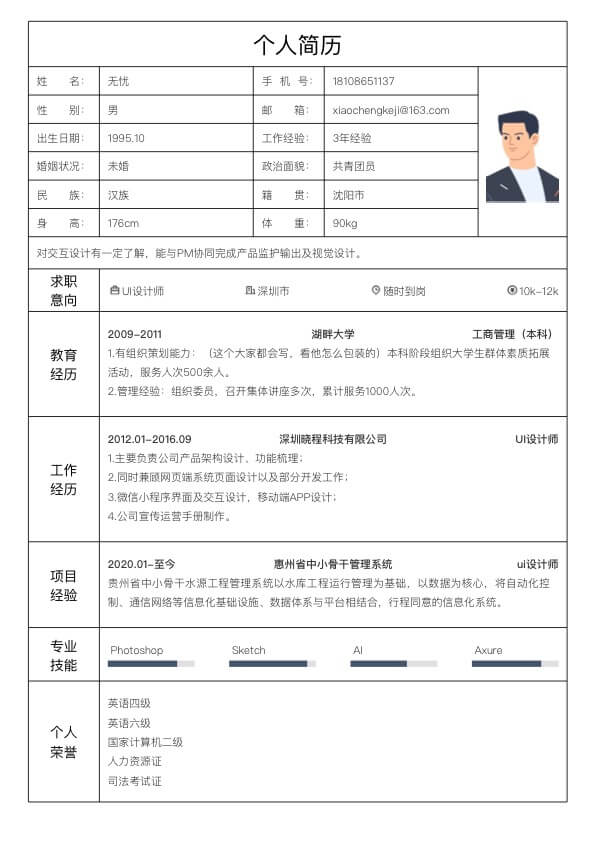 个人简历
姓 名： 无忧 手 机 号： 18108651137
性 别： 男 邮 箱： xiaochengkeji@163.com
出生日期： 1995.10 工作经验： 3年经验
婚姻状况： 未婚 政治面貌： 共青团员
民 族： 汉族 籍 贯： 沈阳市
身 高： 176cm 体 重： 90kg
对交互设计有一定了解，能与PM协同完成产品监护输出及视觉设计。
求职
意向
UI设计师 深圳市 随时到岗 10k-12k
教育
经历
2009-2011 湖畔大学 工商管理（本科）
1.有组织策划能力：（这个大家都会写，看他怎么包装的）本科阶段组织大学生群体素质拓展
活动，服务人次500余人。
2.管理经验：组织委员，召开集体讲座多次，累计服务1000人次。
工作
经历
2012.01-2016.09 深圳晓程科技有限公司 UI设计师
1.主要负责公司产品架构设计，功能梳理；
2.同时兼顾网页端系统页面设计以及部分开发工作；
3.微信小程序界面及交互设计，移动端APP设计；
4.公司宣传运营手册制作。
项目
经验
2020.01-至今 惠州省中小骨干管理系统 ui设计师
贵州省中小骨干水源工程管理系统以水库工程运行管理为基础，以数据为核心，将自动化控
制、通信网络等信息化基础设施、数据体系与平台相结合，行程同意的信息化系统。
专业
技能
Photoshop Sketch AI Axure
个人
荣誉
英语四级
英语六级
国家计算机二级
人力资源证
司法考试证